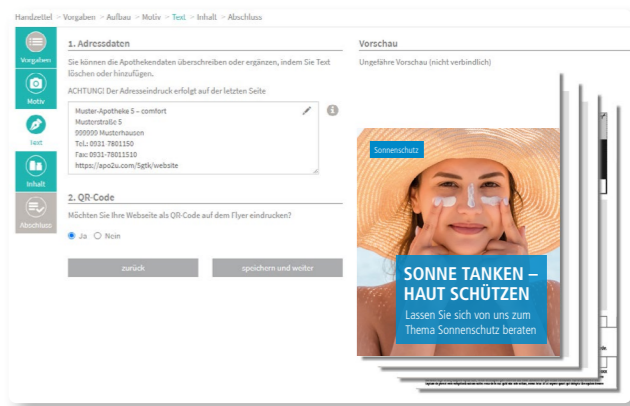 Handzettel > Vorgaben > Aufbau > Motiv > Text > Inhalt > Abschluss
Vorgaben
Motiv
Text
Inhalt
Abschluss
1. Adressdaten
Sie können die Apothekendaten überschreiben oder ergänzen, indem Sie Text
löschen oder hinzufügen.
ACHTUNG! Der Adresseindruck erfolgt auf der letzten Seite
Muster-Apotheke 5 – comfort
Musterstraße 5
999999 Musterhausen
Tel.: 0931 7801150
Fax: 0931-78011510
https://apo2u.com/5gtk/website
2. QR-Code
Möchten Sie Ihre Webseite als QR-Code auf dem Flyer eindrucken?
Ja
Nein
zurück
speichern und weiter
Vorschau
Ungefähre Vorschau (nicht verbindlich)
Sonnenschutz
SONNE TANKEN –
HAUT SCHÜTZEN
Lassen Sie sich von uns zum
Thema Sonnenschutz beraten